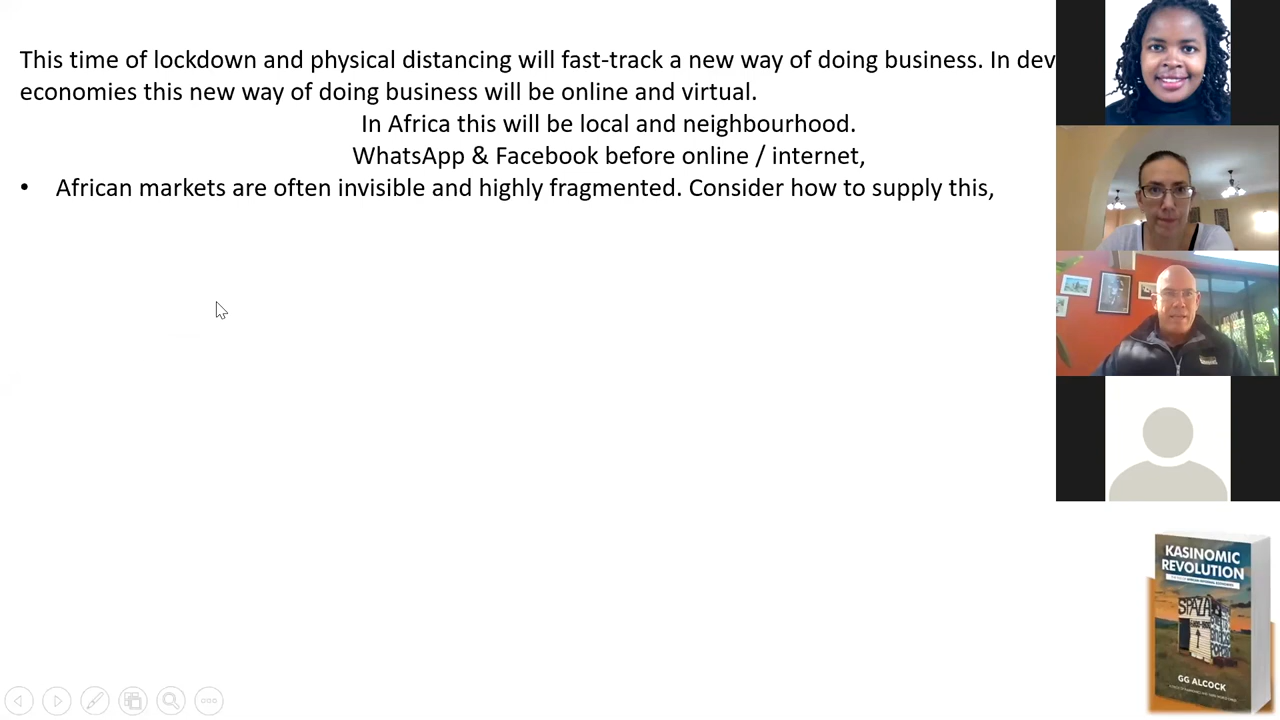 This time of lockdown and physical distancing will fast-track a new way of doing business. In dev
economies this new way of doing business will be online and virtual.
In Africa this will be local and neighbourhood.
WhatsApp & Facebook before online / internet,
• African markets are often invisible and highly fragmented. Consider how to supply this,
KASINOMIC
REVOLUTION
SPAZA
GG ALCOCK